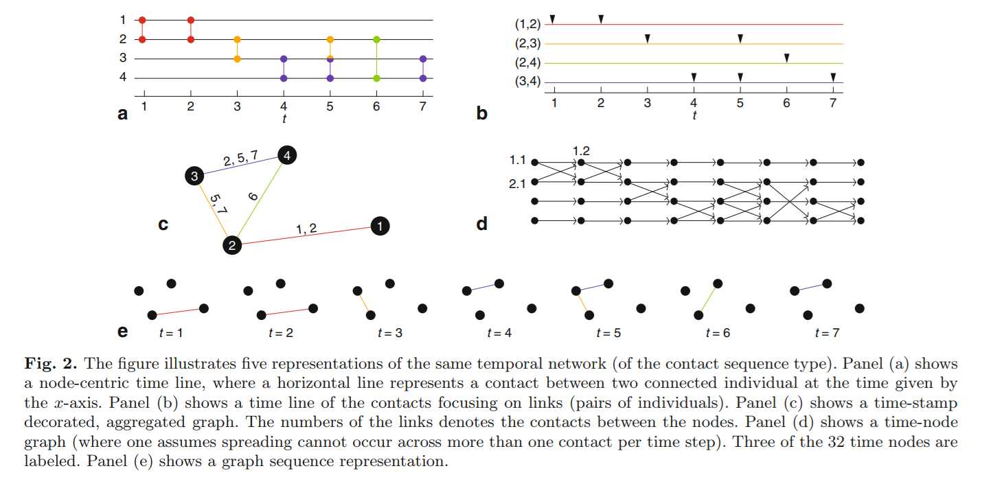 1
2
3
4
1 2 3 4 5 6 7
t
a
(1,2)
(2,3)
(2,4)
(3,4)
1 2 3 4 5 6 7
t
b
3
4
2
1
2, 5, 7
5, 7
6
1, 2
c
1.1
1.2
2.1
d
e
t = 1 t = 2 t = 3 t = 4 t = 5 t = 6 t = 7
Fig. 2. The figure illustrates five representations of the same temporal network (of the contact sequence type). Panel (a) shows
a node-centric time line, where a horizontal line represents a contact between two connected individual at the time given by
the x-axis. Panel (b) shows a time line of the contacts focusing on links (pairs of individuals). Panel (c) shows a time-stamp
decorated, aggregated graph. The numbers of the links denotes the contacts between the nodes. Panel (d) shows a time-node
graph (where one assumes spreading cannot occur across more than one contact per time step). Three of the 32 time nodes are
labeled. Panel (e) shows a graph sequence representation.